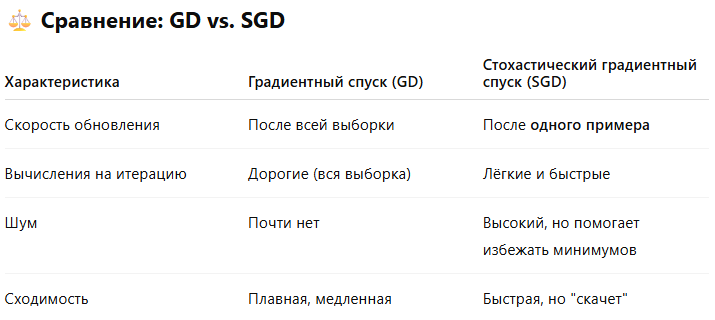 ⚖️ Сравнение: GD vs. SGD
Характеристика Градиентный спуск (GD) Стохастический градиентный
спуск (SGD)
Скорость обновления После всей выборки После одного примера
Вычисления на итерацию Дорогие (вся выборка) Лёгкие и быстрые
Шум Почти нет Высокий, но помогает
избежать минимумов
Сходимость Плавная, медленная Быстрая, но "скачет"